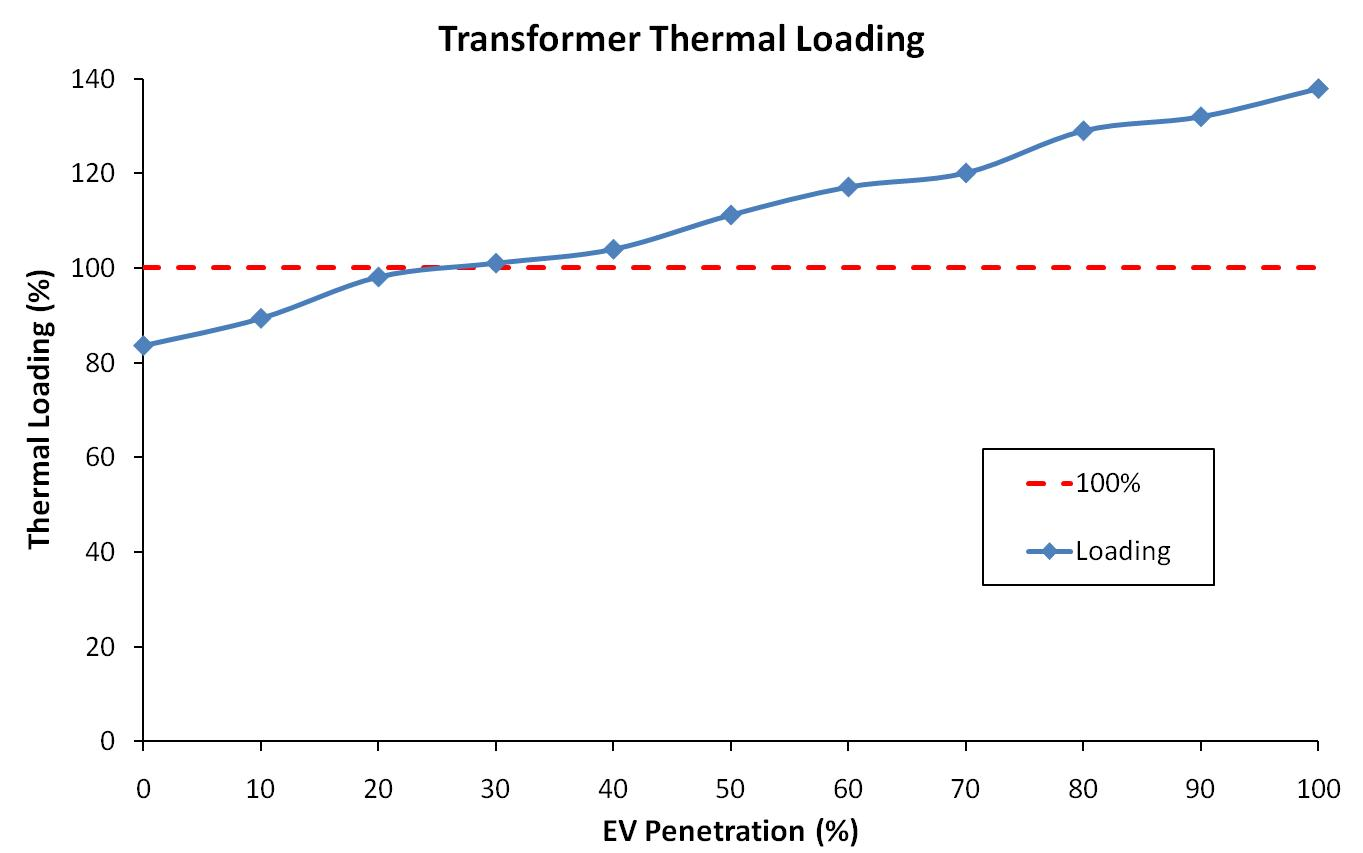 Transformer Thermal Loading
140
120
100
80
60
40
20
0
Thermal Loading (%)
100%
Loading
0 10 20 30 40 50 60 70 80 90 100
EV Penetration (%)